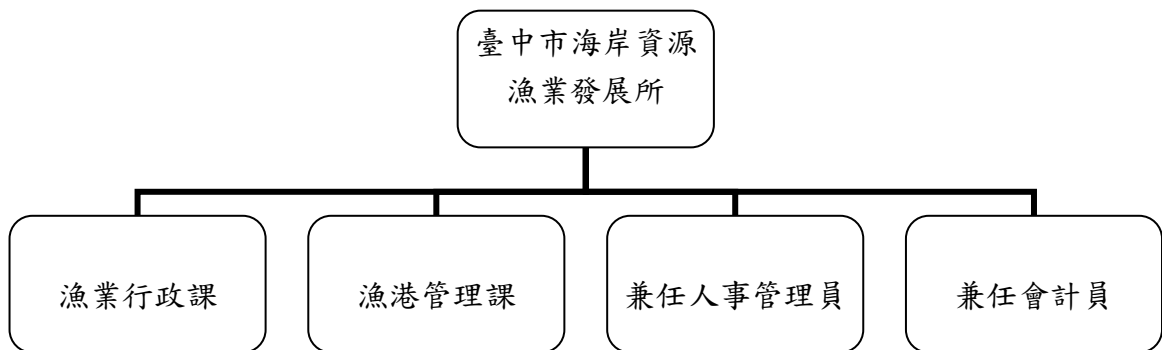 臺中市海岸資源
漁業發展所
漁業行政課
漁港管理課
兼任人事管理員
兼任會計員